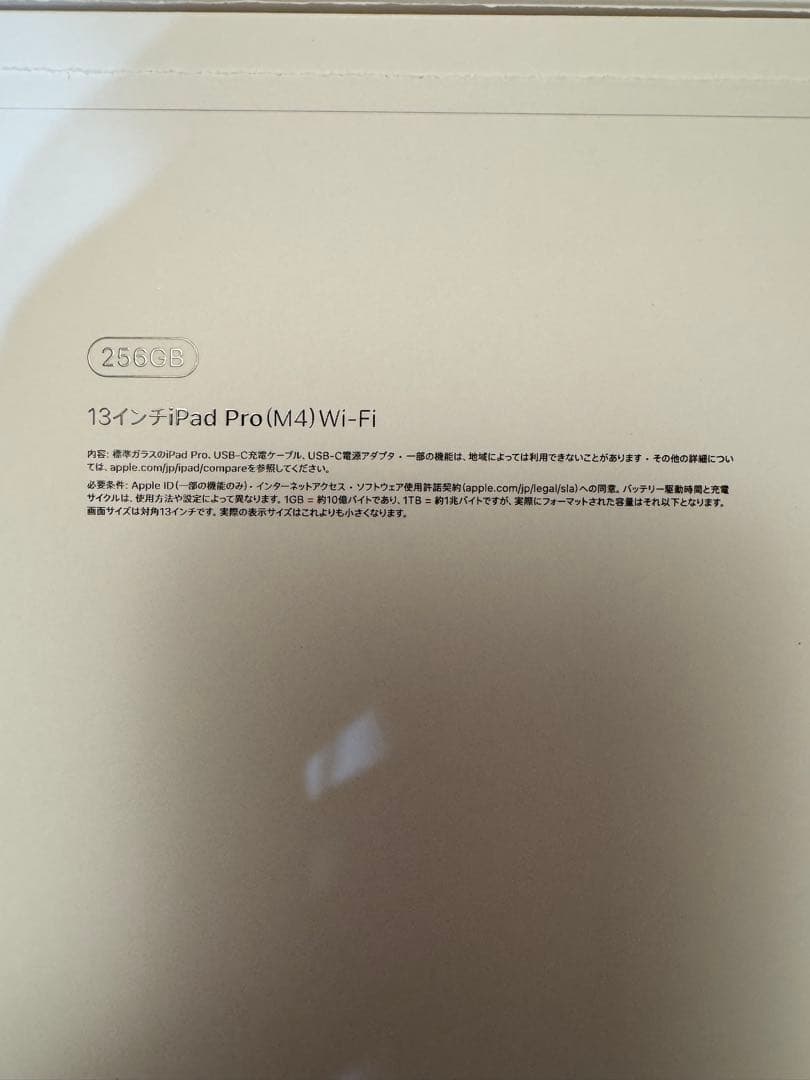 256GB
13インチiPad Pro(M4)Wi-Fi
内容: 標準ガラスのiPad Pro、USB-C充電ケーブル、USB-C電源アダプタ・一部の機能は、地域によっては利用できないことがあります・その他の詳細につい
ては、apple.com/jp/ipad/compareを参照してください。
必要条件: Apple ID(一部の機能のみ)・インターネットアクセス・ソフトウェア使用許諾契約(apple.com/jp/legal/sla)への同意。バッテリー駆動時間と充電
サイクルは、使用方法や設定によって異なります。1GB = 約10億バイトであり、1TB = 約1兆バイトですが、実際にフォーマットされた容量はそれ以下となります。
画面サイズは対角13インチです。実際の表示サイズはこれよりも小さくなります。